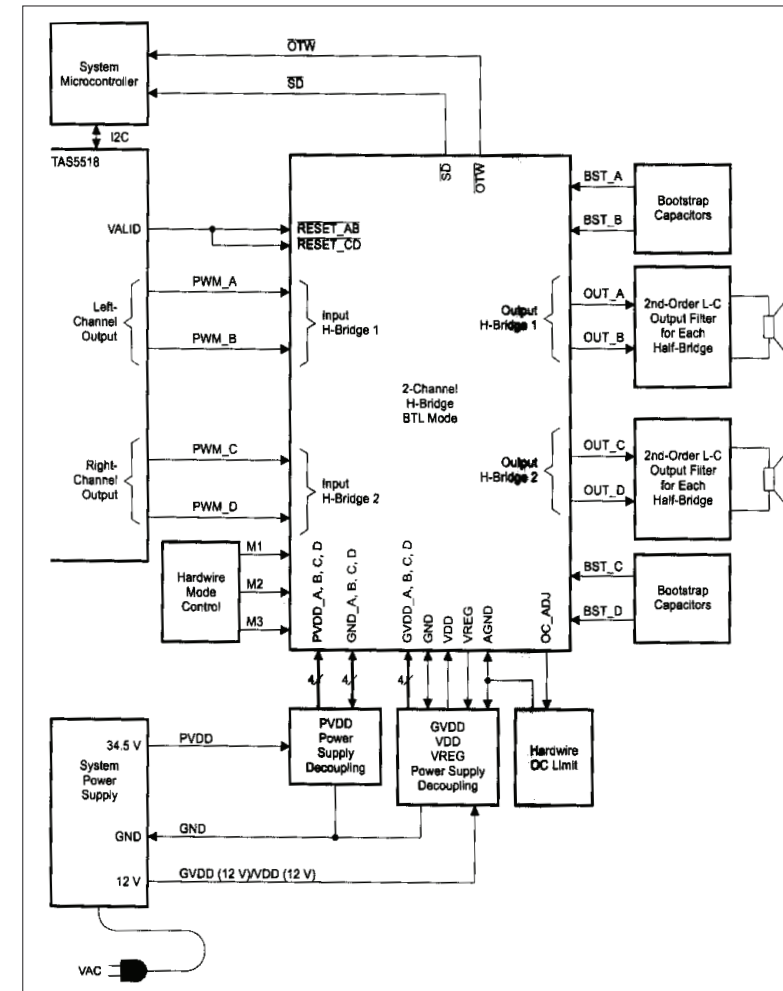 OTW
System
Microcontroller
SD
I2C
TAS5518
SD
OTW
VALID
RESET_AB
RESET_CD
BST_A
BST_B
Bootstrap
Capacitors
Left-
Channel
Output
PWM_A
PWM_B
Input
H-Bridge 1
Output
H-Bridge 1
OUT_A
OUT_B
2nd-Order L-C
Output Filter
for Each
Half-Bridge
2-Channel
H-Bridge
BTL Mode
Right-
Channel
Output
PWM_C
PWM_D
Input
H-Bridge 2
Output
H-Bridge 2
OUT_C
OUT_D
2nd-Order L-C
Output Filter
for Each
Half-Bridge
Hardwire
Mode
Control
M1
M2
M3
PVDD_A, B, C, D
GND_A, B, C, D
GVDD_A, B, C, D
GND
VDD
VREG
AGND
OC_ADJ
BST_C
BST_D
Bootstrap
Capacitors
4
4
4
PVDD
Power
Supply
Decoupling
GVDD
VDD
VREG
Power Supply
Decoupling
Hardwire
OC Limit
System
Power
Supply
34.5 V
PVDD
GND
GND
12 V
GVDD (12 V)/VDD (12 V)
VAC